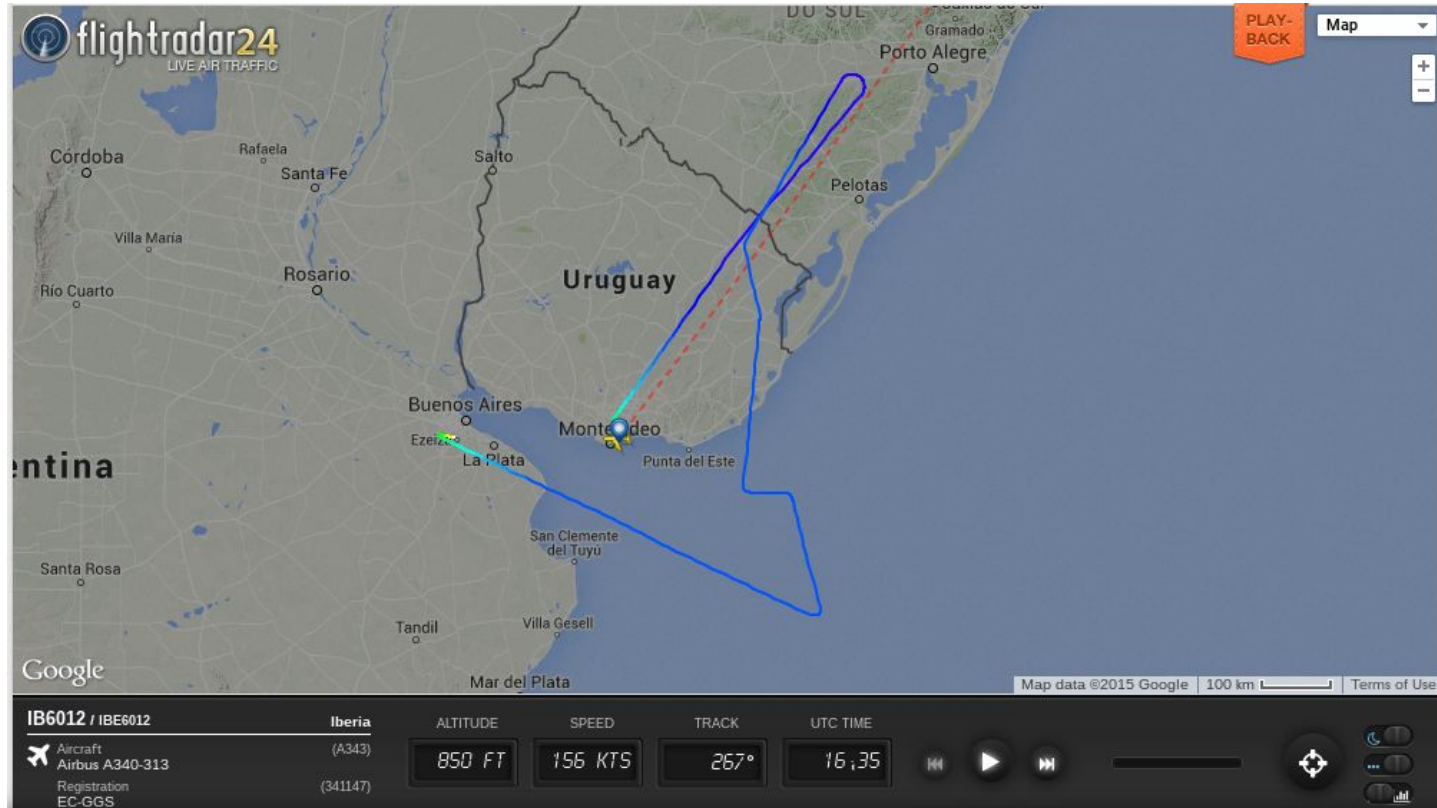 DO SUL
Caxias do Sul
Gramado
Porto Alegre
flightradar24
LIVE AIR TRAFFIC
PLAY-
BACK
Map
+
−
Córdoba
Rafaela
Santa Fe
Salto
Pelotas
Villa María
Rosario
Río Cuarto
Uruguay
Buenos Aires
Ezeiza
La Plata
Montevideo
Punta del Este
entina
San Clemente
del Tuyú
Santa Rosa
Tandil
Villa Gesell
Mar del Plata
Google
Map data ©2015 Google
100 km
Terms of Use
IB6012 / IBE6012
Iberia
Aircraft
(A343)
Airbus A340-313
Registration
(341147)
EC-GGS
ALTITUDE
850 FT
SPEED
156 KTS
TRACK
267°
UTC TIME
16:35